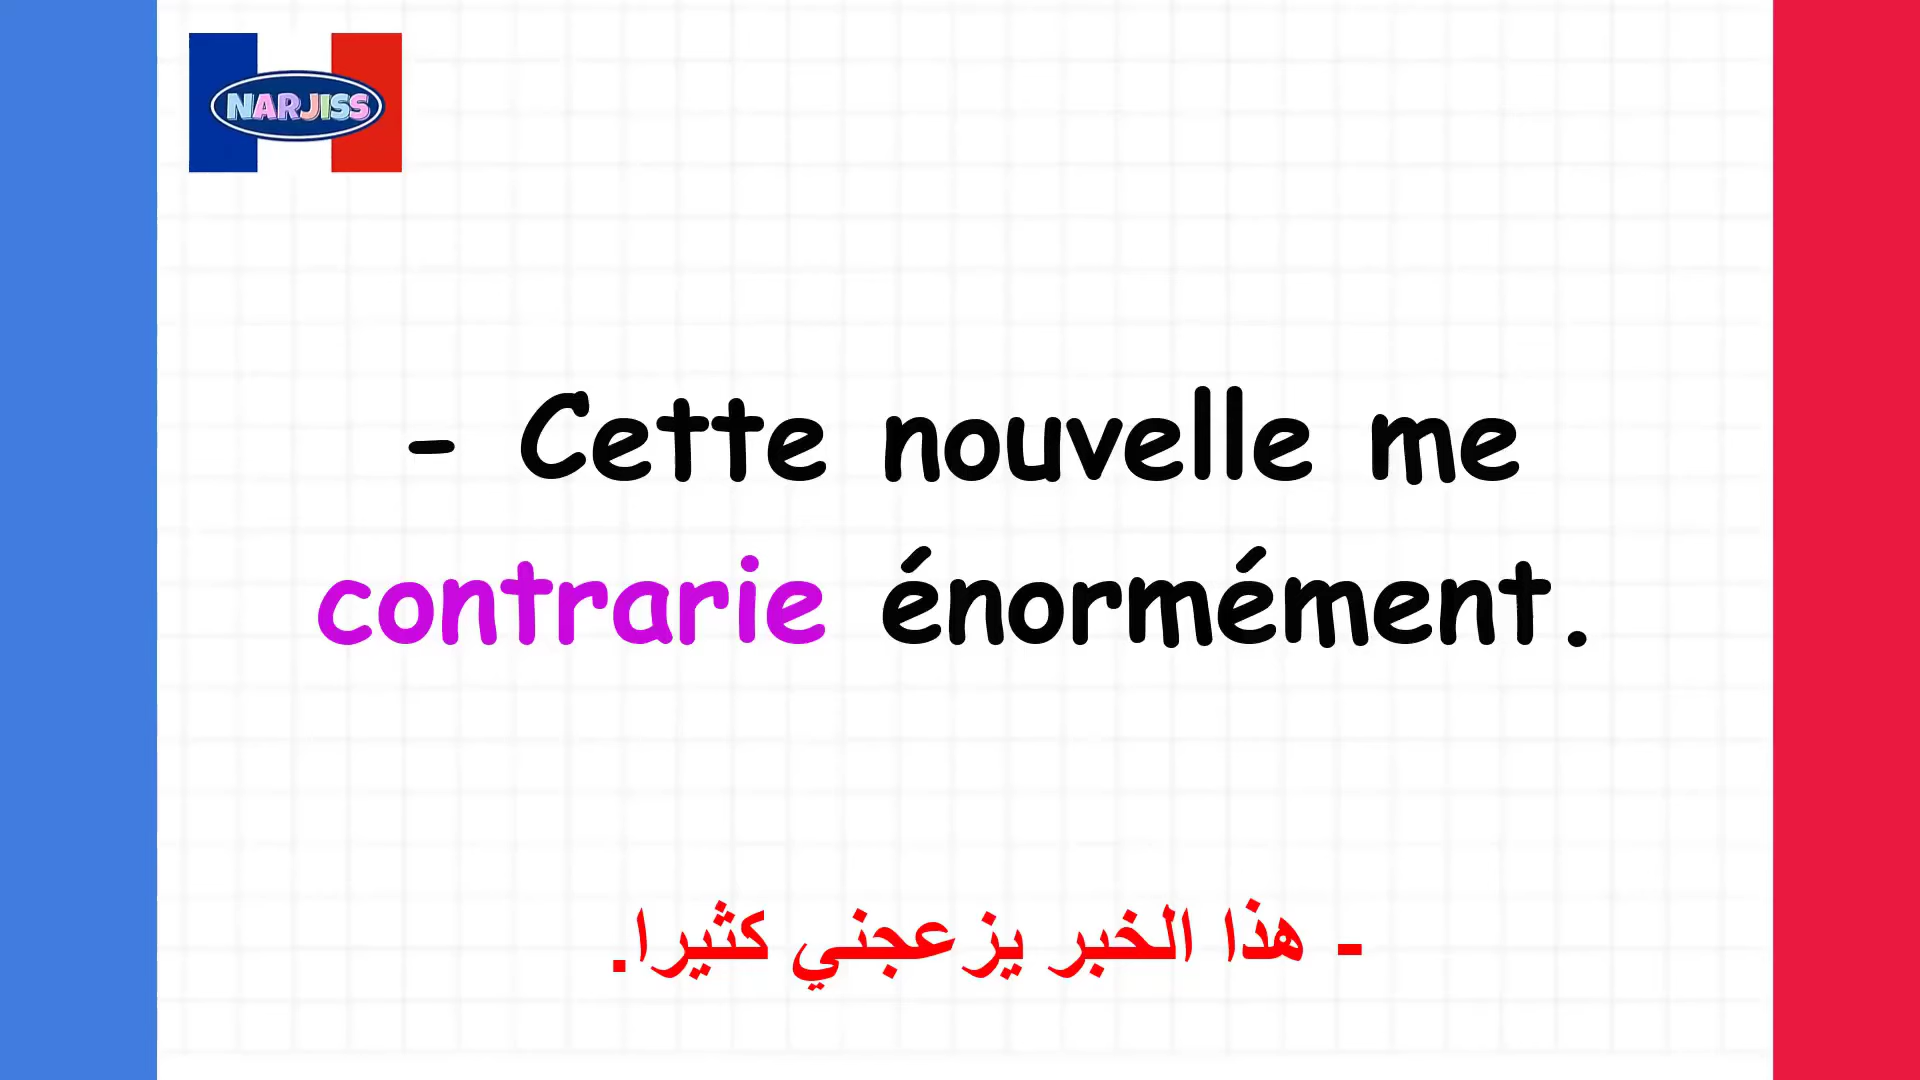 NARJISS
- Cette nouvelle me
contrarie énormément.
- هذا الخبر يزعجني كثيرا.